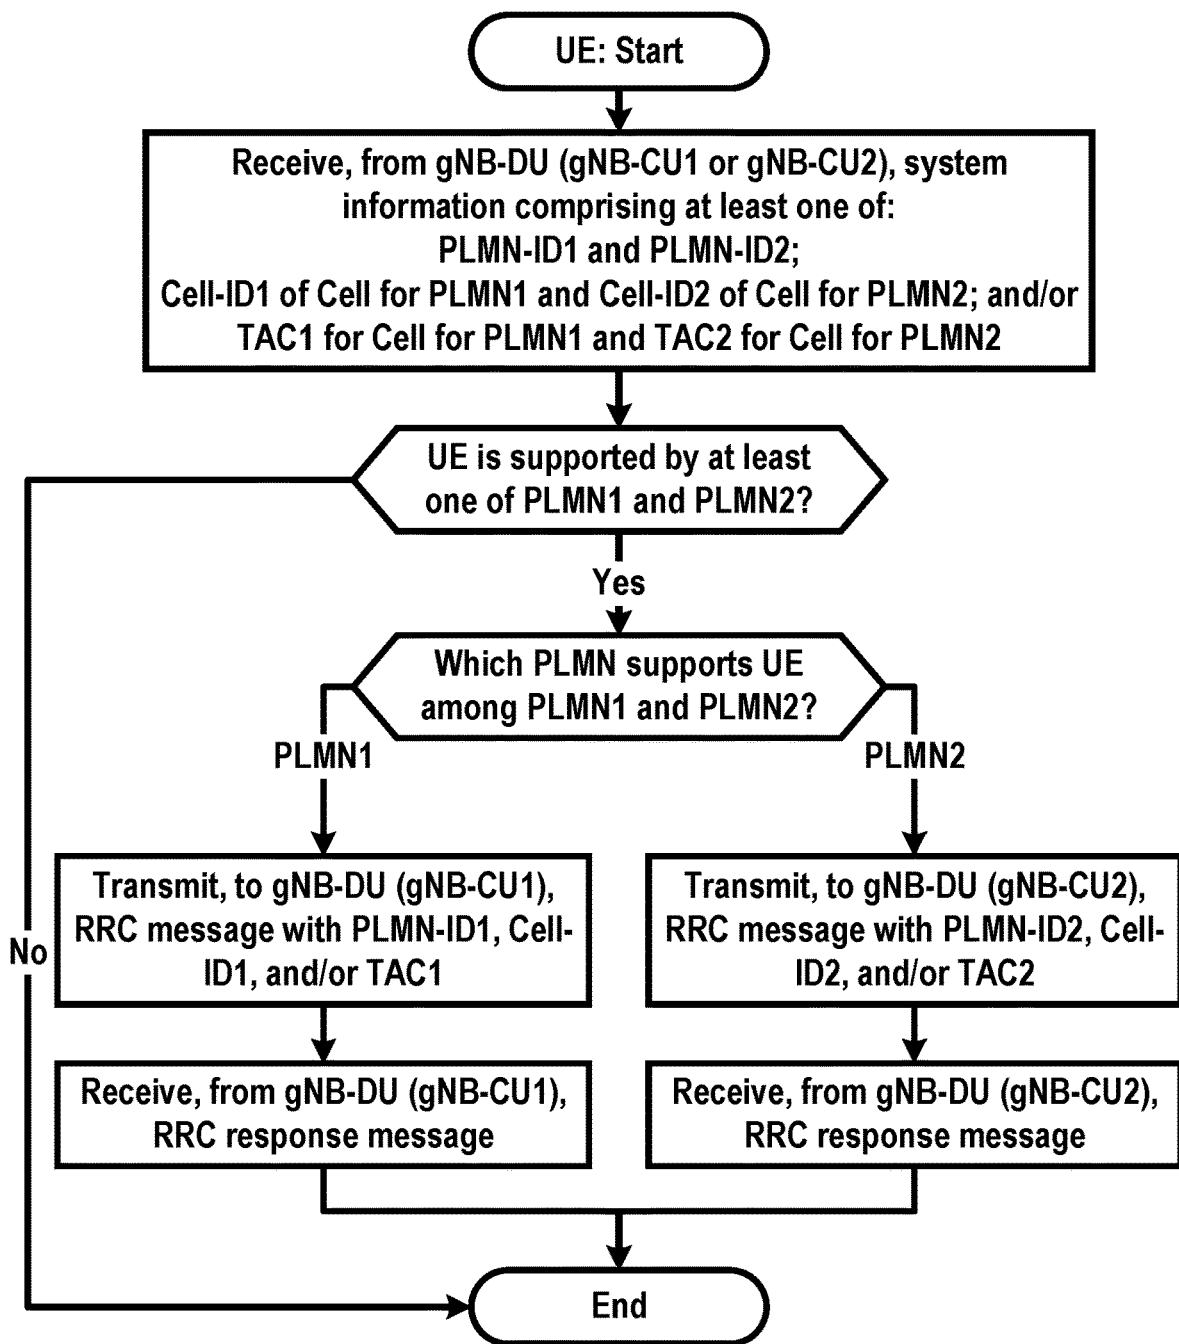 UE: Start
Receive, from gNB-DU (gNB-CU1 or gNB-CU2), system
information comprising at least one of:
PLMN-ID1 and PLMN-ID2;
Cell-ID1 of Cell for PLMN1 and Cell-ID2 of Cell for PLMN2; and/or
TAC1 for Cell for PLMN1 and TAC2 for Cell for PLMN2
UE is supported by at least
one of PLMN1 and PLMN2?
Yes
Which PLMN supports UE
among PLMN1 and PLMN2?
PLMN1
PLMN2
Transmit, to gNB-DU (gNB-CU1),
RRC message with PLMN-ID1, Cell-
ID1, and/or TAC1
Transmit, to gNB-DU (gNB-CU2),
RRC message with PLMN-ID2, Cell-
ID2, and/or TAC2
No
Receive, from gNB-DU (gNB-CU1),
RRC response message
Receive, from gNB-DU (gNB-CU2),
RRC response message
End